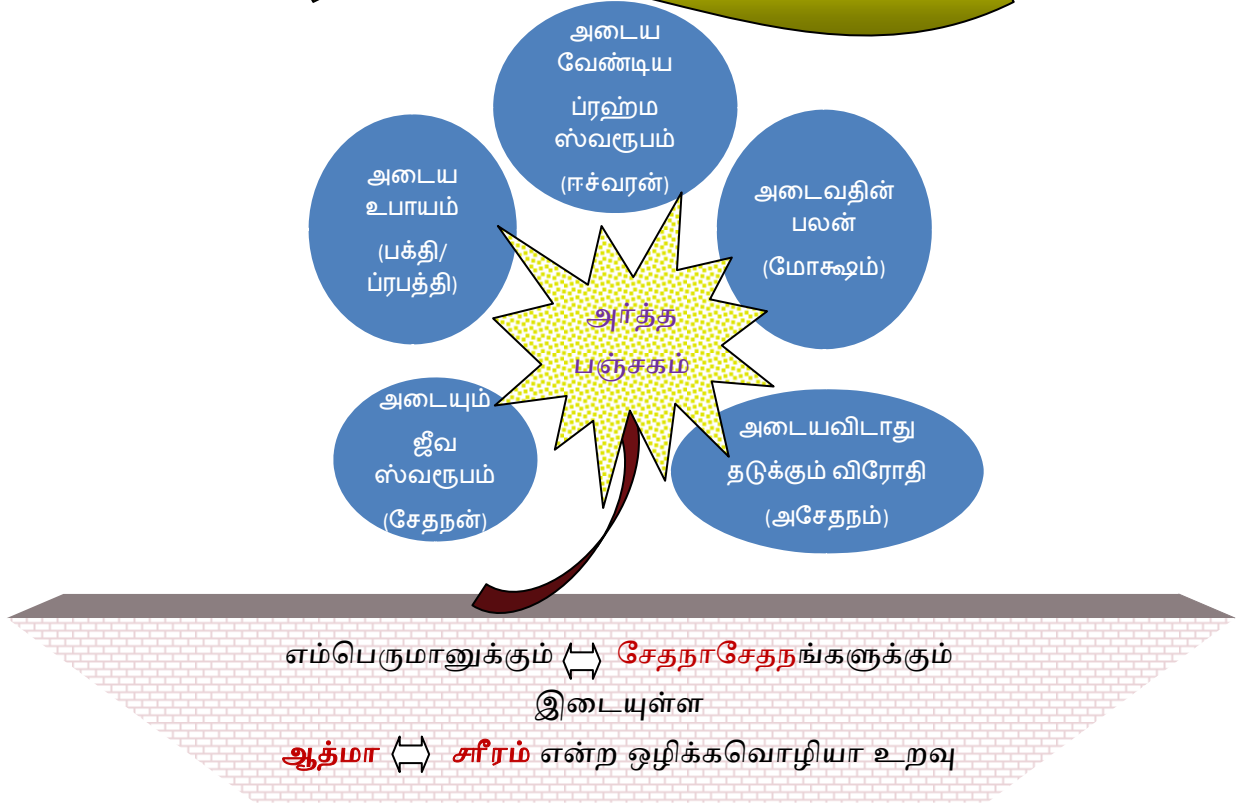 அடைய
வேண்டிய
ப்ரஹ்ம
ஸ்வரூபம்
(ஈச்வரன்)
அடைய
உபாயம்
(பக்தி/
ப்ரபத்தி)
அடைவதின்
பலன்
(மோக்ஷம்)
அர்த்த
பஞ்சகம்
அடையும்
ஜீவ
ஸ்வரூபம்
(சேதநன்)
அடையவிடாது
தடுக்கும் விரோதி
(அசேதநம்)
எம்பெருமானுக்கும் சேதநாசேதநங்களுக்கும்
இடையுள்ள
ஆத்மா சரீரம் என்ற ஒழிக்கவொழியா உறவு